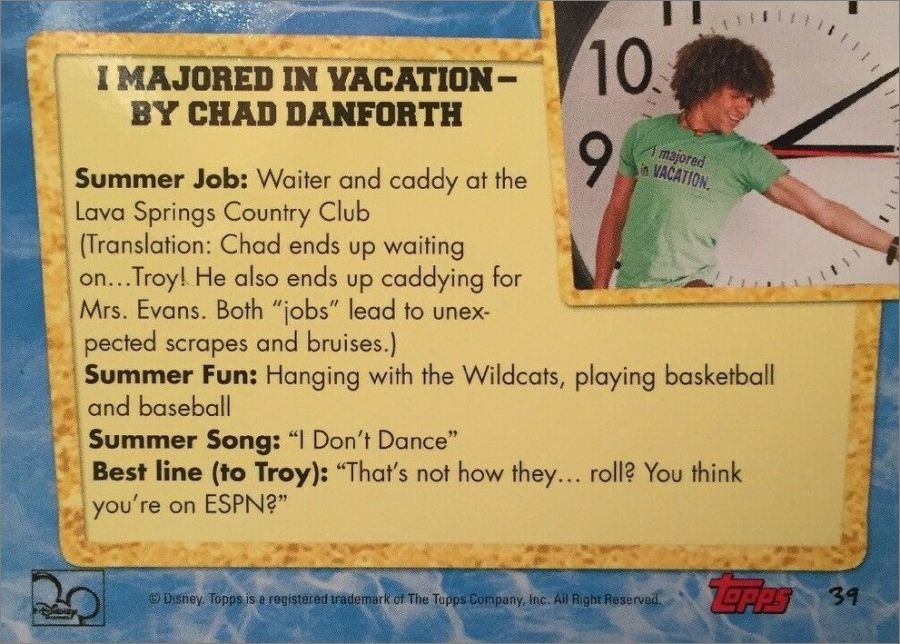 I MAJORED IN VACATION–
BY CHAD DANFORTH
11
10
9
I majored
in VACATION.
Summer Job: Waiter and caddy at the
Lava Springs Country Club
(Translation: Chad ends up waiting
on...Troy! He also ends up caddying for
Mrs. Evans. Both “jobs” lead to unex-
pected scrapes and bruises.)
Summer Fun: Hanging with the Wildcats, playing basketball
and baseball
Summer Song: “I Don’t Dance”
Best line (to Troy): “That’s not how they... roll? You think
you’re on ESPN?”
Disney
CHANNEL
© Disney. Topps is a registered trademark of The Topps Company, Inc. All Right Reserved.
topps
39